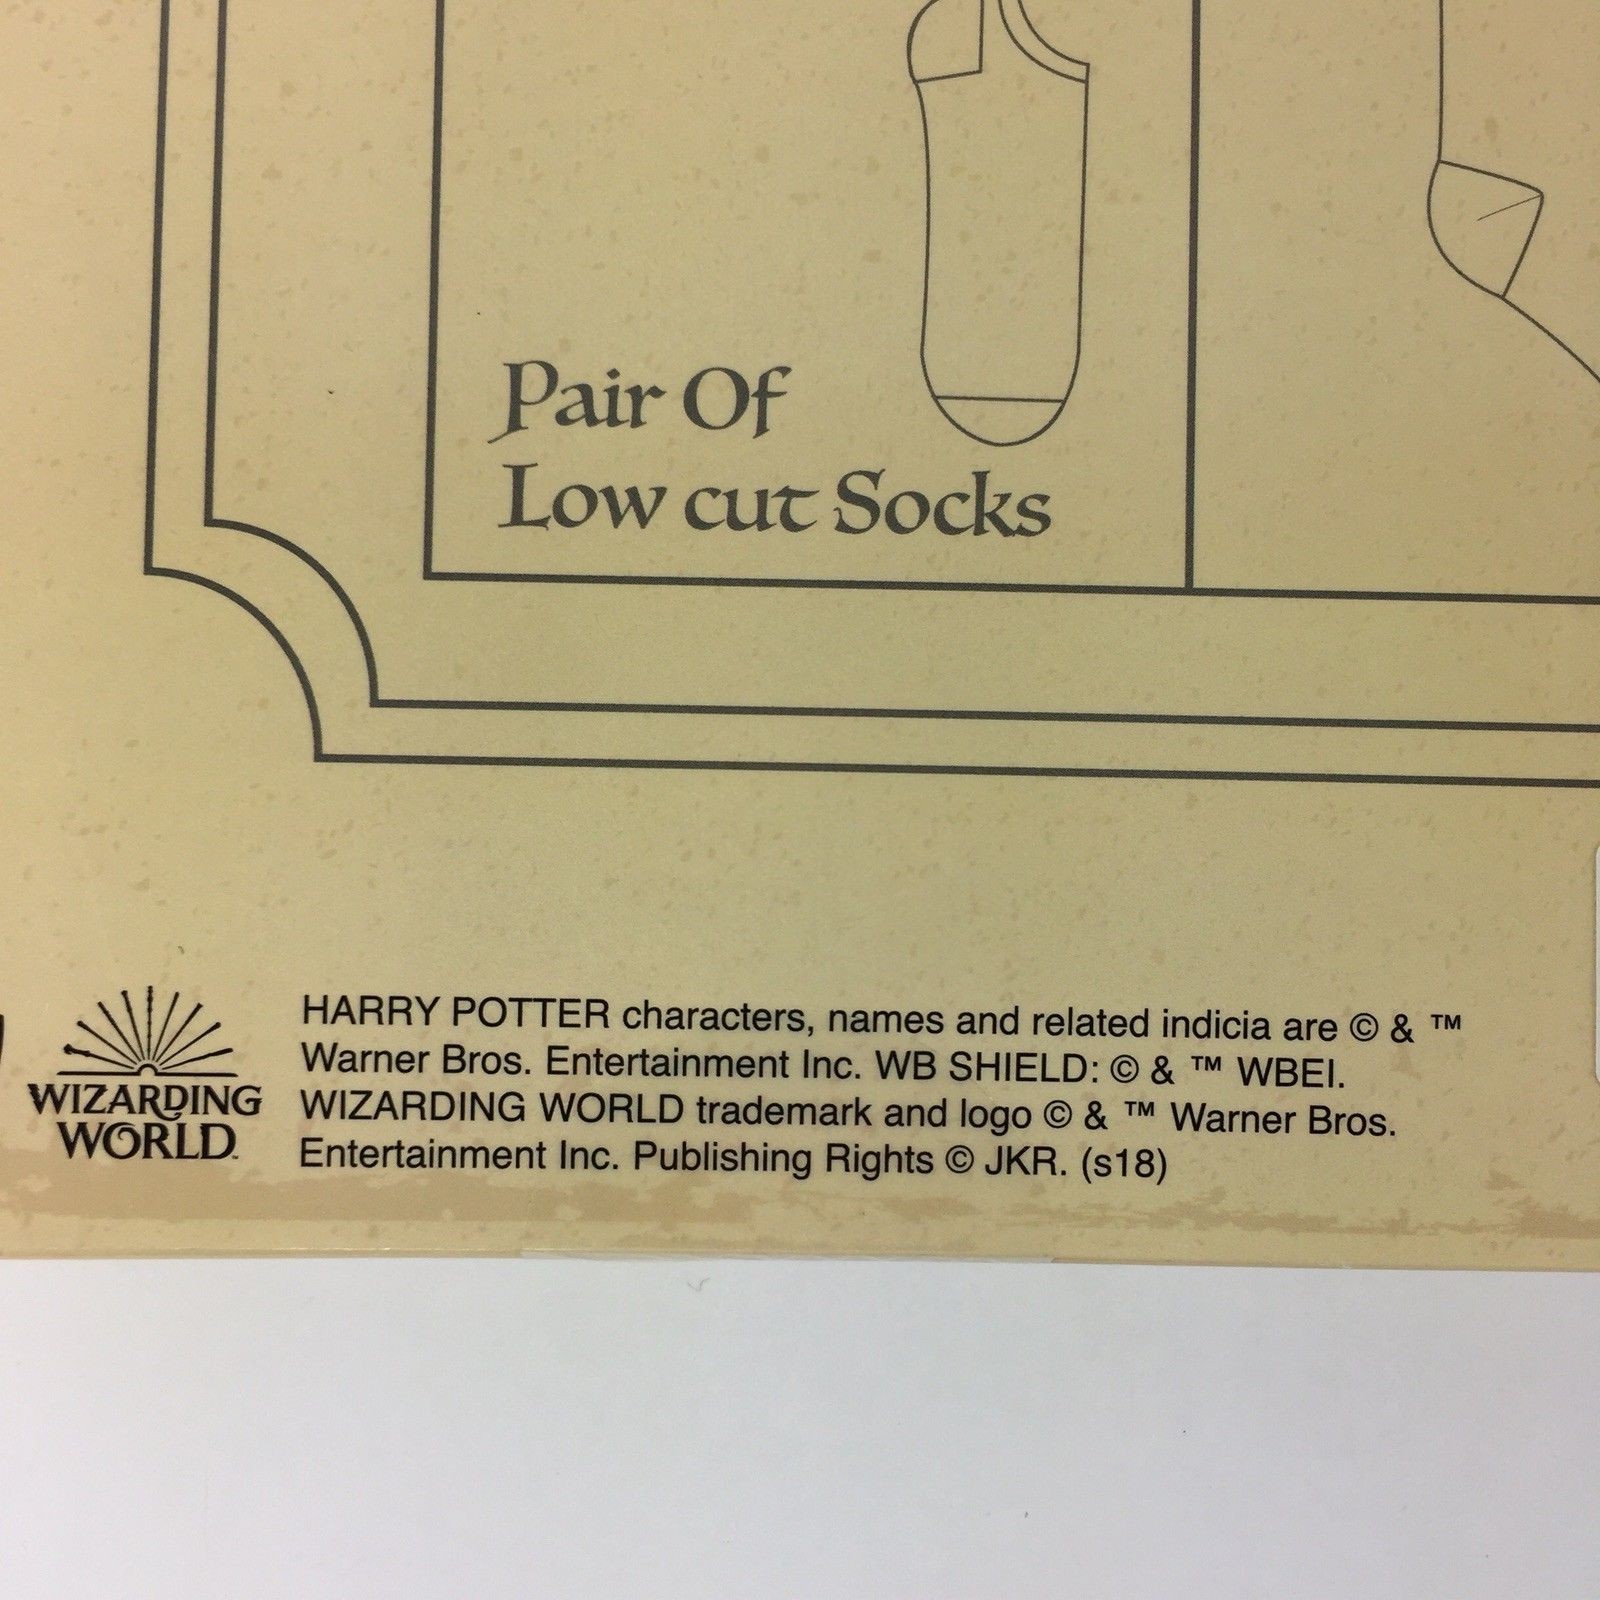 Pair Of
Low cut Socks
WIZARDING
WORLD
HARRY POTTER characters, names and related indicia are © & ™
Warner Bros. Entertainment Inc. WB SHIELD: © & ™ WBEI.
WIZARDING WORLD trademark and logo © & ™ Warner Bros.
Entertainment Inc. Publishing Rights © JKR. (s18)